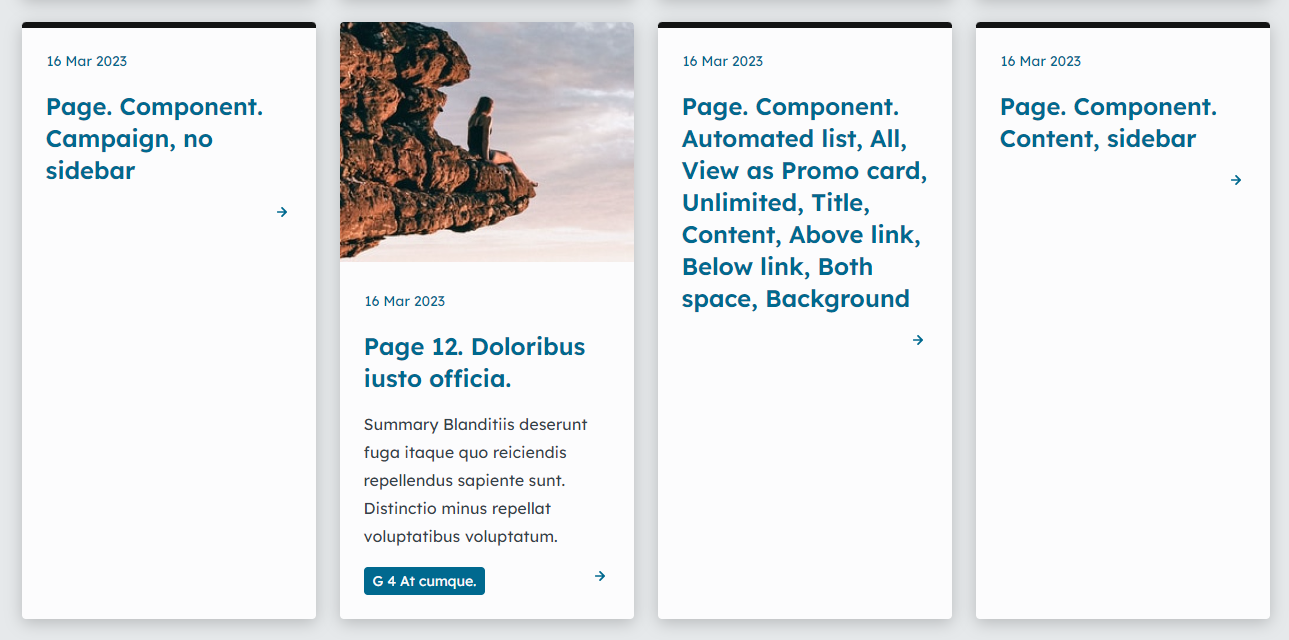 16 Mar 2023
Page. Component.
Campaign, no
sidebar
16 Mar 2023
Page 12. Doloribus
iusto officia.
Summary Blanditiis deserunt
fuga itaque quo reiciendis
repellendus sapiente sunt.
Distinctio minus repellat
voluptatibus voluptatum.
G 4 At cumque.
16 Mar 2023
Page. Component.
Automated list, All,
View as Promo card,
Unlimited, Title,
Content, Above link,
Below link, Both
space, Background
16 Mar 2023
Page. Component.
Content, sidebar